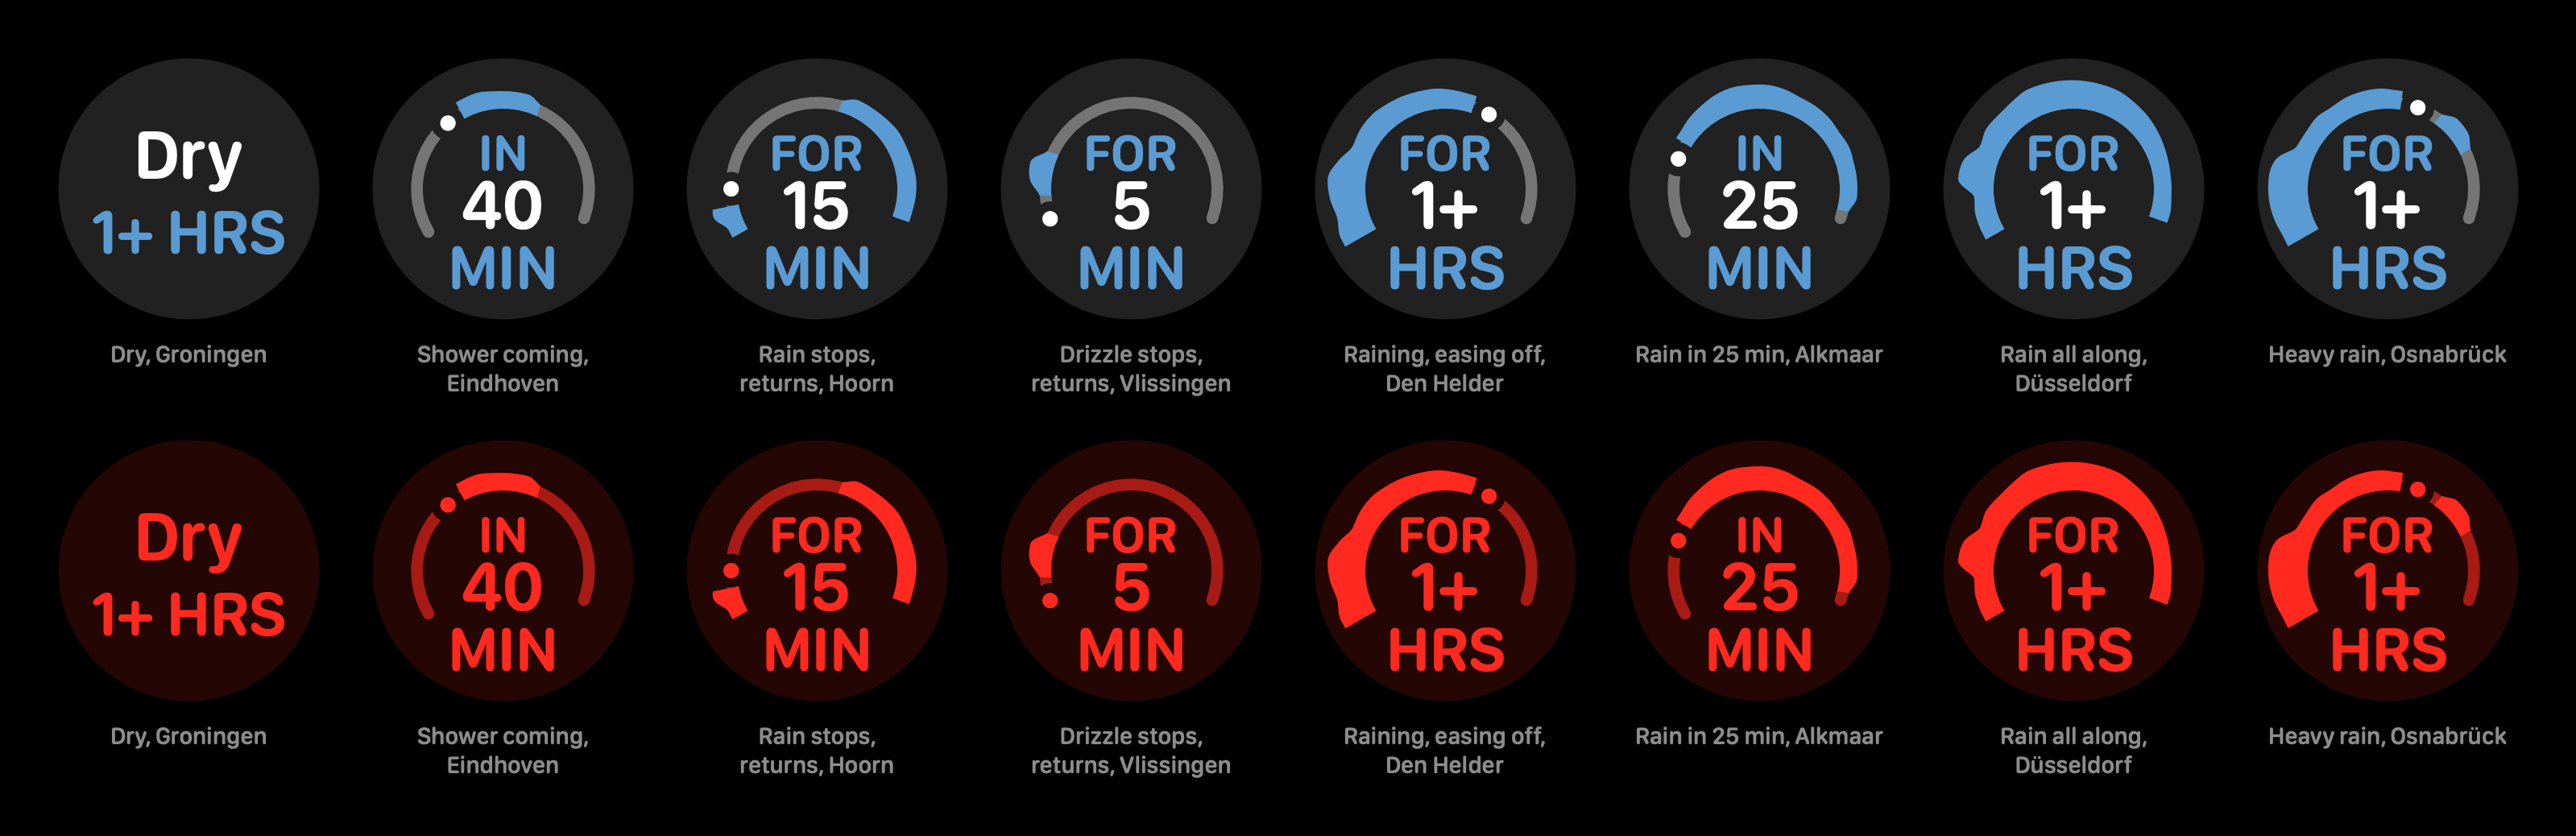 Dry
1+ HRS
Dry, Groningen
IN
40
MIN
Shower coming,
Eindhoven
FOR
15
MIN
Rain stops,
returns, Hoorn
FOR
5
MIN
Drizzle stops,
returns, Vlissingen
FOR
1+
HRS
Raining, easing off,
Den Helder
IN
25
MIN
Rain in 25 min, Alkmaar
FOR
1+
HRS
Rain all along,
Düsseldorf
FOR
1+
HRS
Heavy rain, Osnabrück
Dry
1+ HRS
Dry, Groningen
IN
40
MIN
Shower coming,
Eindhoven
FOR
15
MIN
Rain stops,
returns, Hoorn
FOR
5
MIN
Drizzle stops,
returns, Vlissingen
FOR
1+
HRS
Raining, easing off,
Den Helder
IN
25
MIN
Rain in 25 min, Alkmaar
FOR
1+
HRS
Rain all along,
Düsseldorf
FOR
1+
HRS
Heavy rain, Osnabrück